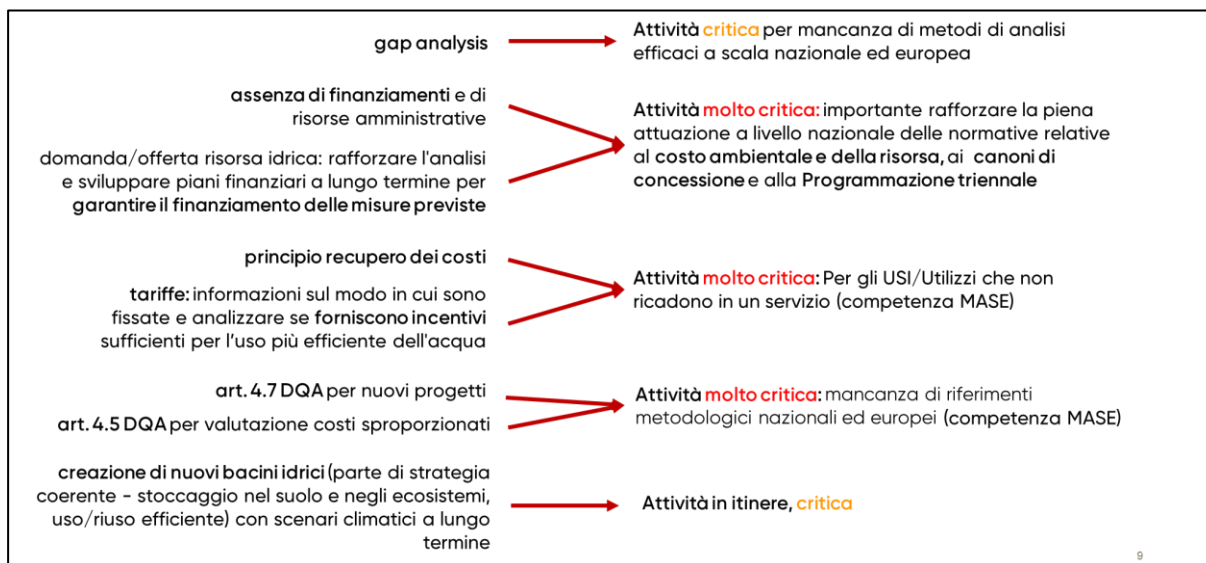 gap analysis
Attività critica per mancanza di metodi di analisi
efficaci a scala nazionale ed europea
assenza di finanziamenti e di
risorse amministrative
domanda/offerta risorsa idrica: rafforzare l'analisi
e sviluppare piani finanziari a lungo termine per
garantire il finanziamento delle misure previste
Attività molto critica: importante rafforzare la piena
attuazione a livello nazionale delle normative relative
al costo ambientale e della risorsa, ai canoni di
concessione e alla Programmazione triennale
principio recupero dei costi
tariffe: informazioni sul modo in cui sono
fissate e analizzare se forniscono incentivi
sufficienti per l'uso più efficiente dell'acqua
Attività molto critica: Per gli USI/Utilizzi che non
ricadono in un servizio (competenza MASE)
art. 4.7 DQA per nuovi progetti
art. 4.5 DQA per valutazione costi sproporzionati
Attività molto critica: mancanza di riferimenti
metodologici nazionali ed europei (competenza MASE)
creazione di nuovi bacini idrici (parte di strategia
coerente - stoccaggio nel suolo e negli ecosistemi,
uso/riuso efficiente) con scenari climatici a lungo
termine
Attività in itinere, critica
9